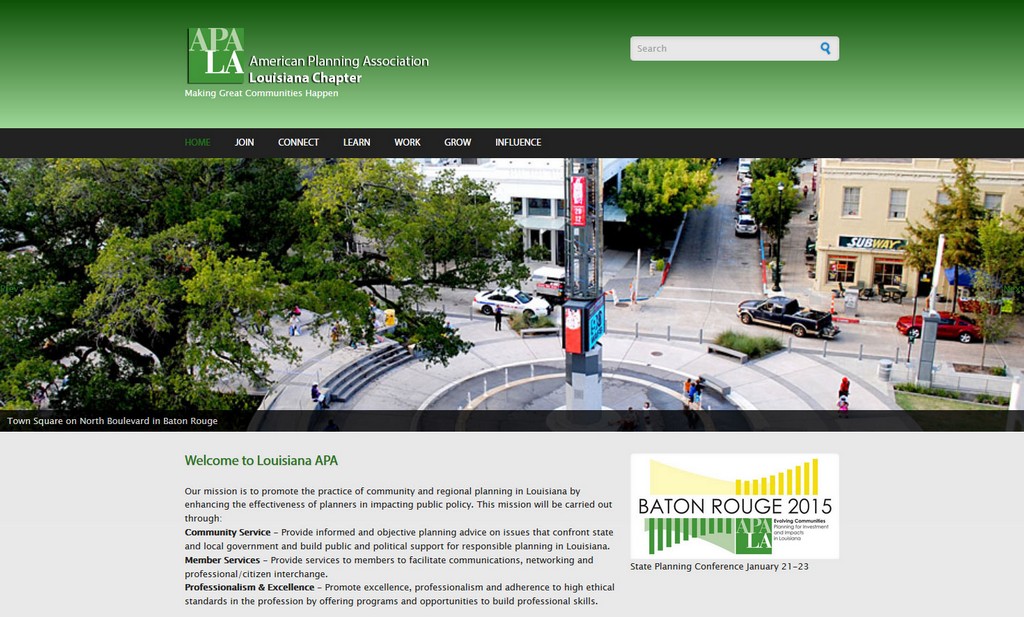 APA
LA
American Planning Association
Louisiana Chapter
Making Great Communities Happen
Search
HOME JOIN CONNECT LEARN WORK GROW INFLUENCE
SUBWAY
Town Square on North Boulevard in Baton Rouge
Welcome to Louisiana APA
Our mission is to promote the practice of community and regional planning in Louisiana by
enhancing the effectiveness of planners in impacting public policy. This mission will be carried out
through:
Community Service – Provide informed and objective planning advice on issues that confront state
and local government and build public and political support for responsible planning in Louisiana.
Member Services – Provide services to members to facilitate communications, networking and
professional/citizen interchange.
Professionalism & Excellence – Promote excellence, professionalism and adherence to high ethical
standards in the profession by offering programs and opportunities to build professional skills.
BATON ROUGE 2015
APA
LA
Evolving Communities
Planning for Investment
and Impacts
in Louisiana
State Planning Conference January 21-23